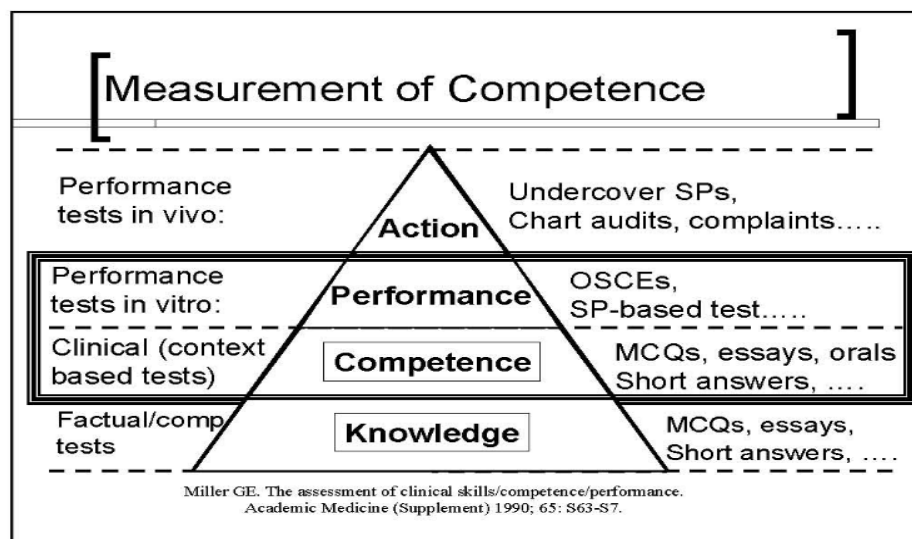 Measurement of Competence
Performance
tests in vivo:
Action
Undercover SPs,
Chart audits, complaints…..
Performance
tests in vitro:
Performance
OSCEs,
SP-based test…..
Clinical (context
based tests)
Competence
MCQs, essays, orals
Short answers, ….
Factual/comp
tests
Knowledge
MCQs, essays,
Short answers, ….
Miller GE. The assessment of clinical skills/competence/performance.
Academic Medicine (Supplement) 1990; 65: S63-S7.